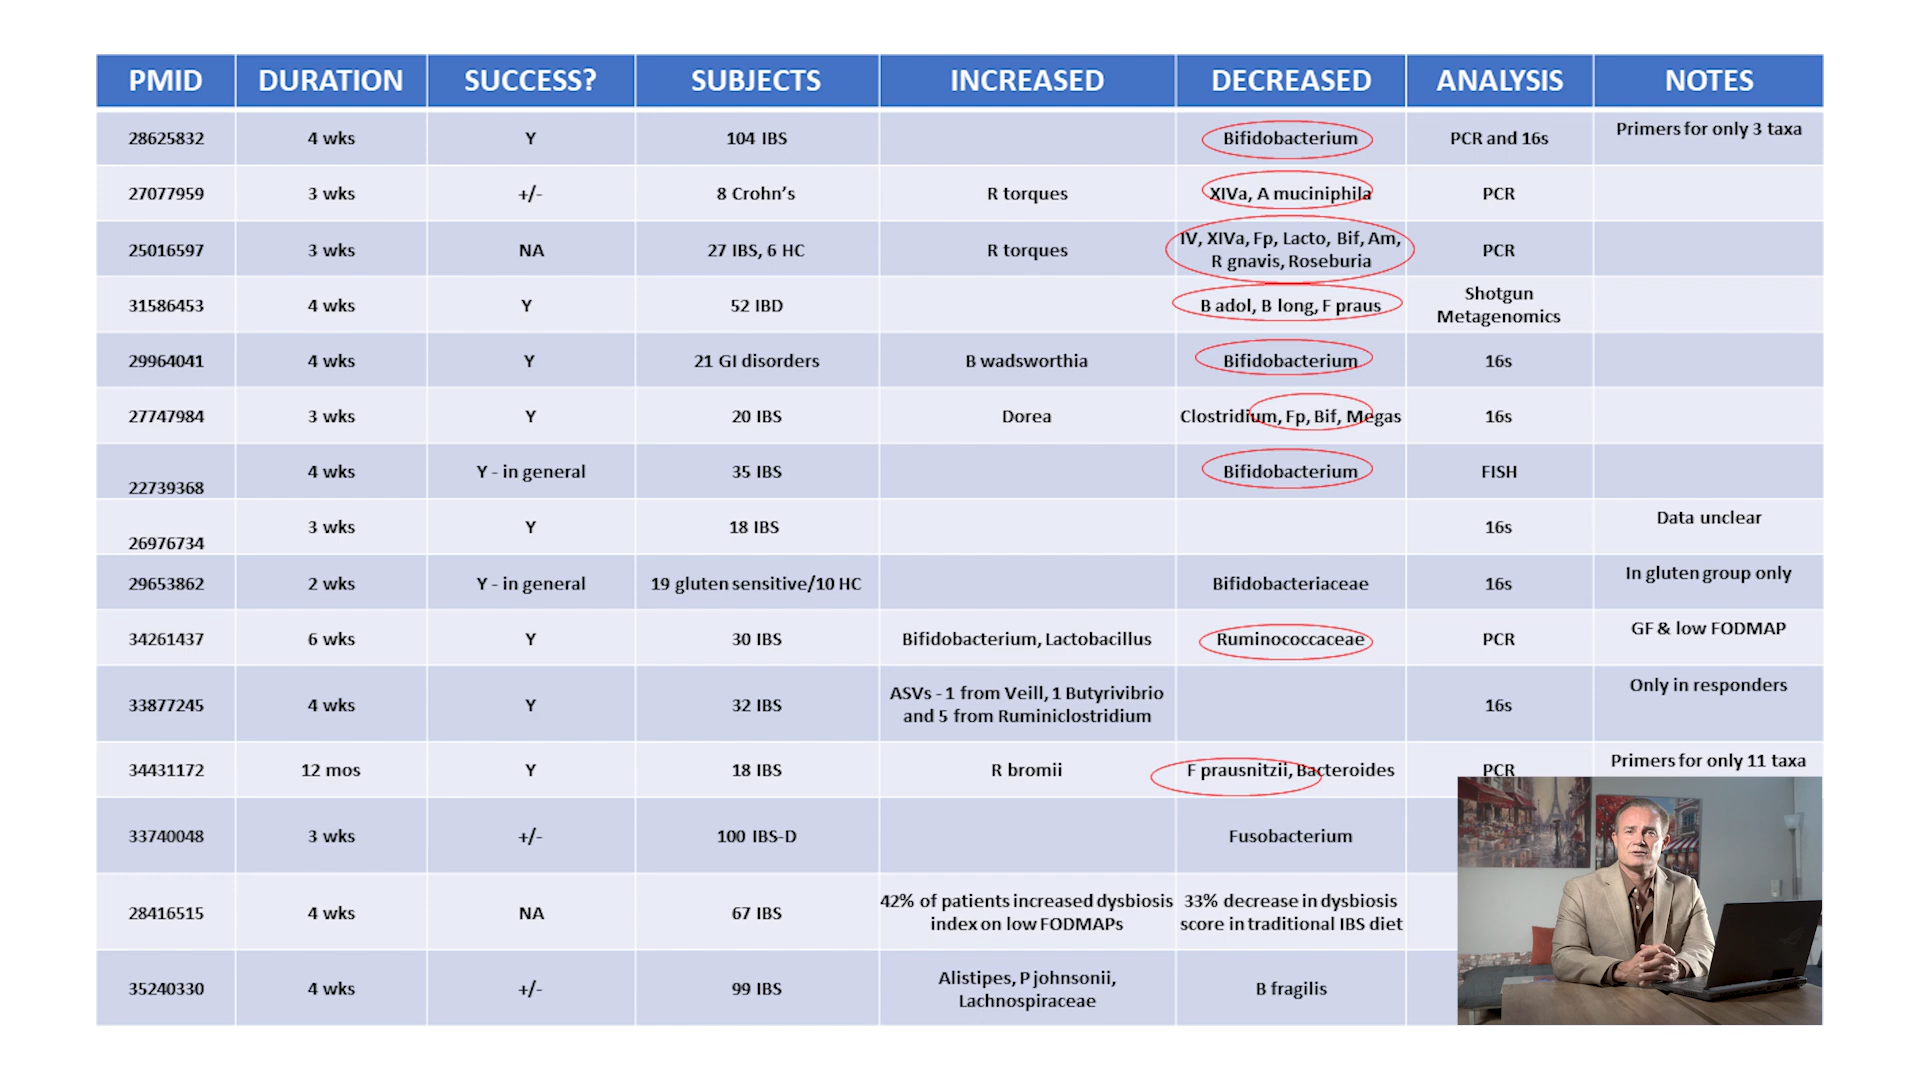 PMID DURATION SUCCESS? SUBJECTS INCREASED DECREASED ANALYSIS NOTES
28625832 4 wks Y 104 IBS Bifidobacterium PCR and 16s Primers for only 3 taxa
27077959 3 wks +/- 8 Crohn's R torques XIVa, A muciniphila PCR
25016597 3 wks NA 27 IBS, 6 HC R torques IV, XIVa, Fp, Lacto, Bif, Am, PCR
R gnavis, Roseburia
31586453 4 wks Y 52 IBD B adol, B long, F praus Shotgun
Metagenomics
29964041 4 wks Y 21 GI disorders B wadsworthia Bifidobacterium 16s
27747984 3 wks Y 20 IBS Dorea Clostridium, Fp, Bif, Megas 16s
22739368 4 wks Y - in general 35 IBS Bifidobacterium FISH
26976734 3 wks Y 18 IBS 16s Data unclear
29653862 2 wks Y - in general 19 gluten sensitive/10 HC Bifidobacteriaceae 16s In gluten group only
34261437 6 wks Y 30 IBS Bifidobacterium, Lactobacillus Ruminococcaceae PCR GF & low FODMAP
33877245 4 wks Y 32 IBS ASVs - 1 from Veill, 1 Butyrivibrio 16s Only in responders
and 5 from Ruminiclostridium
34431172 12 mos Y 18 IBS R bromii F prausnitzii, Bacteroides PCR Primers for only 11 taxa
33740048 3 wks +/- 100 IBS-D Fusobacterium
28416515 4 wks NA 67 IBS 42% of patients increased dysbiosis 33% decrease in dysbiosis
index on low FODMAPs score in traditional IBS diet
35240330 4 wks +/- 99 IBS Alistipes, P johnsonii, B fragilis
Lachnospiraceae